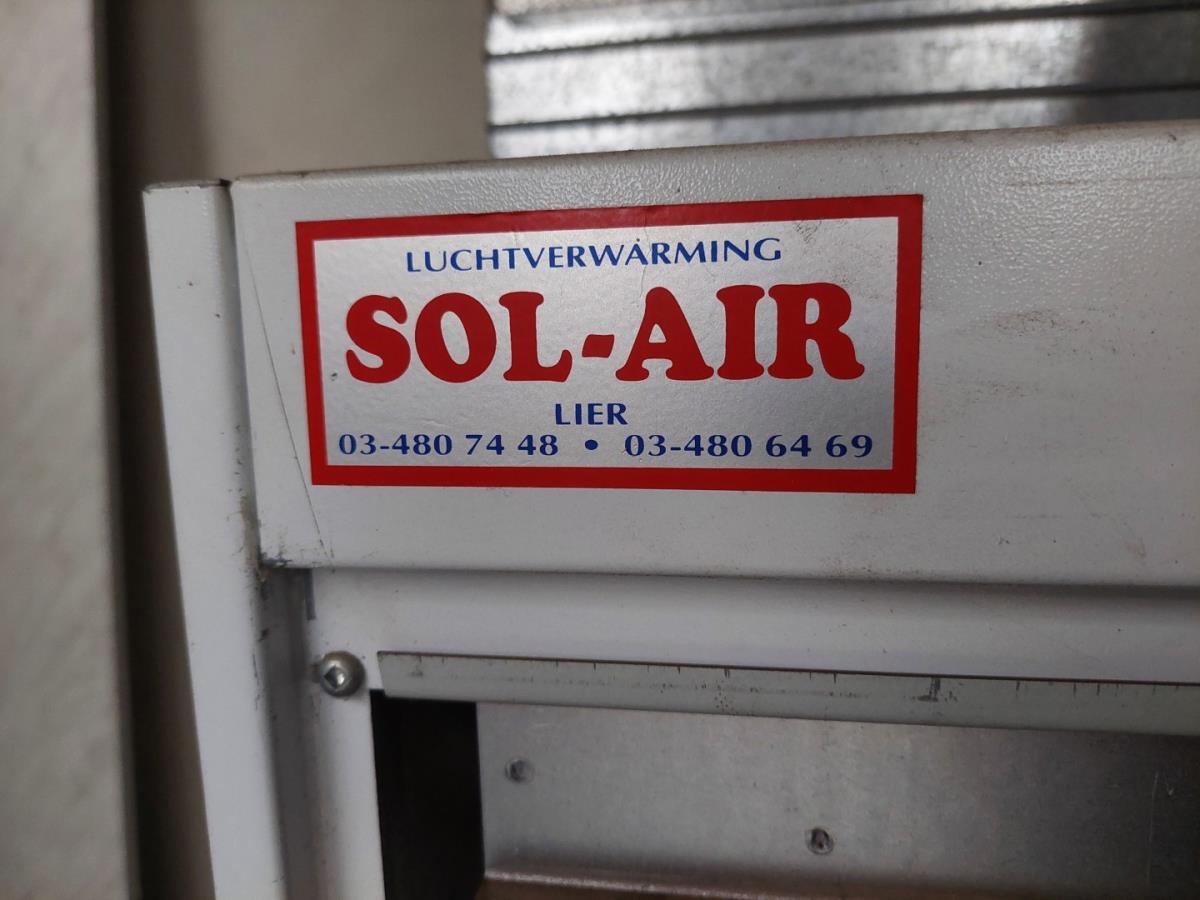 LUCHTVERWARMING
SOL-AIR
LIER
03-480 74 48 • 03-480 64 69